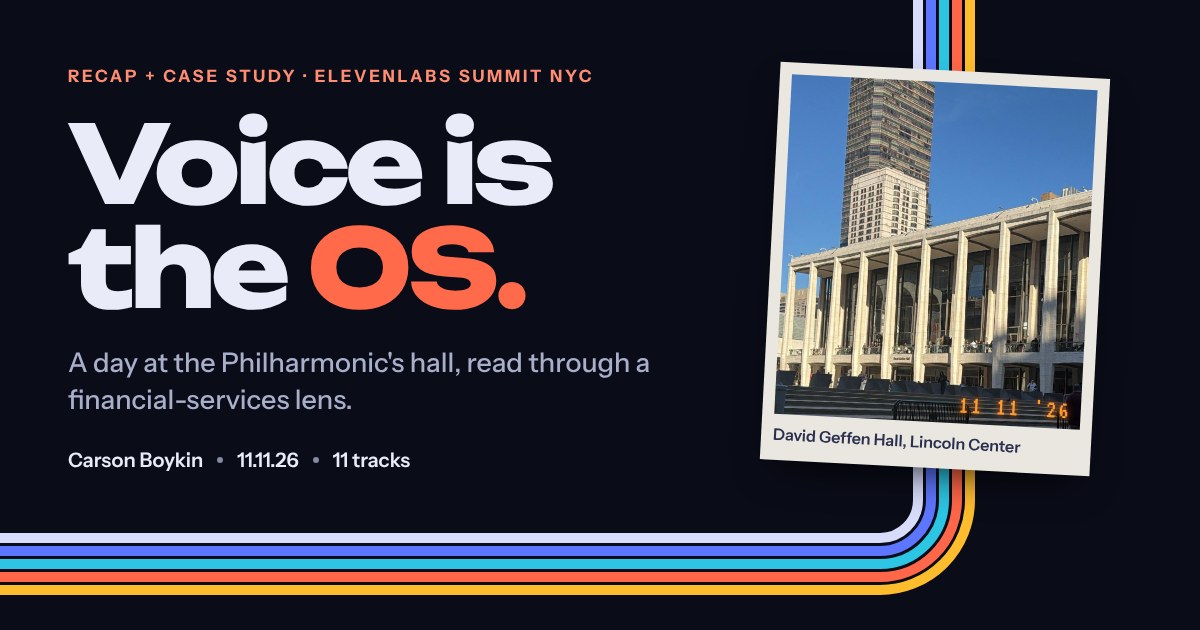 RECAP + CASE STUDY · ELEVENLABS SUMMIT NYC
Voice is
the OS.
A day at the Philharmonic's hall, read through a
financial-services lens.
Carson Boykin • 11.11.26 • 11 tracks
11 11 '26
David Geffen Hall, Lincoln Center